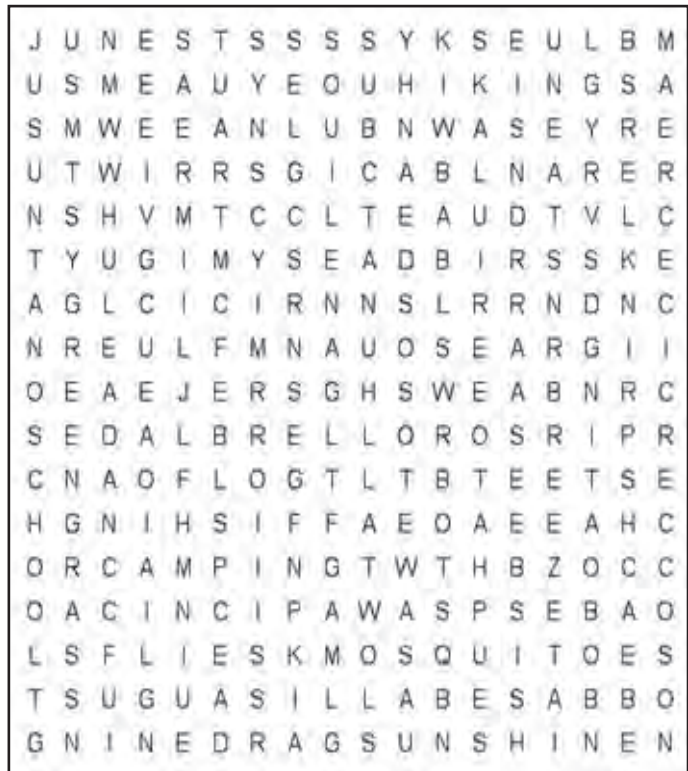 J U N E S T S S S S Y K S E U L B M
U S M E A U Y E O U H I K I N G S A
S M W E E A N L U B N W A S E Y R E
U T W I R R S G I C A B L N A R E R
N S H V M T C C L T E A U D T V L C
T Y U G I M Y S E A D B I R S S K E
A G L C I C I R N N S L R R N D N C
N R E U L F M N A U O S E A R G I I
O E A E J E R S G H S W E A B N R C
S E D A L B R E L L O R O S R I P R
C N A O F L O G T L T B T E E T S E
H G N I H S I F F A E O A E E A H C
O R C A M P I N G T W T H B Z O C C
O A C I N C I P A W A S P S E B A O
L S F L I E S K M O S Q U I T O E S
T S U G U A S I L L A B E S A B B O
G N I N E D R A G S U N S H I N E N